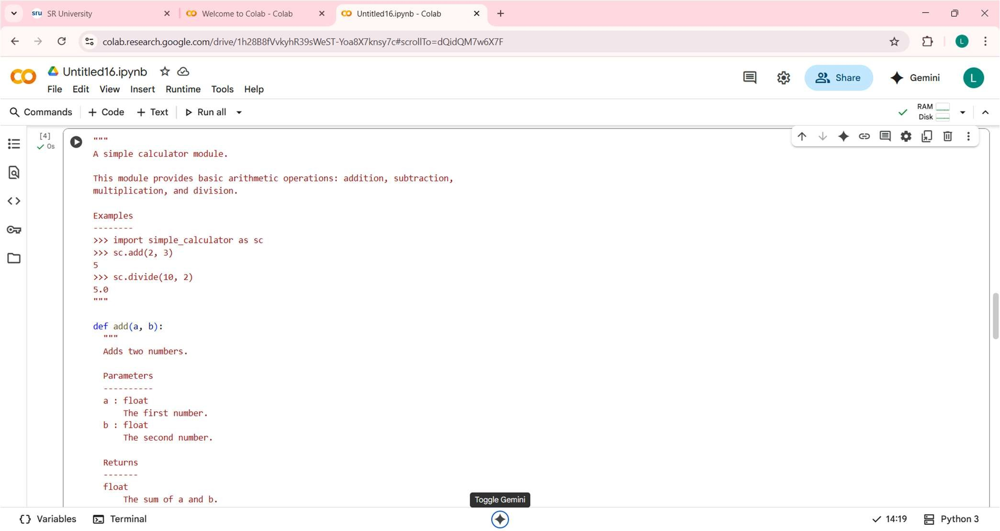 sru SR University
Welcome to Colab - Colab
Untitled16.ipynb - Colab
colab.research.google.com/drive/1h28B8fVvkyhR39sWeST-Yoa8X7knsy7c#scrollTo=dQidQM7w6X7F
L
Untitled16.ipynb
File Edit View Insert Runtime Tools Help
Share
Gemini
L
Commands + Code + Text Run all
RAM
Disk
[4]
0s
"""
A simple calculator module.
This module provides basic arithmetic operations: addition, subtraction,
multiplication, and division.
Examples
--------
>>> import simple_calculator as sc
>>> sc.add(2, 3)
5
>>> sc.divide(10, 2)
5.0
"""
def add(a, b):
"""
Adds two numbers.
Parameters
----------
a : float
The first number.
b : float
The second number.
Returns
-------
float
The sum of a and b.
Toggle Gemini
{} Variables
Terminal
14:19
Python 3